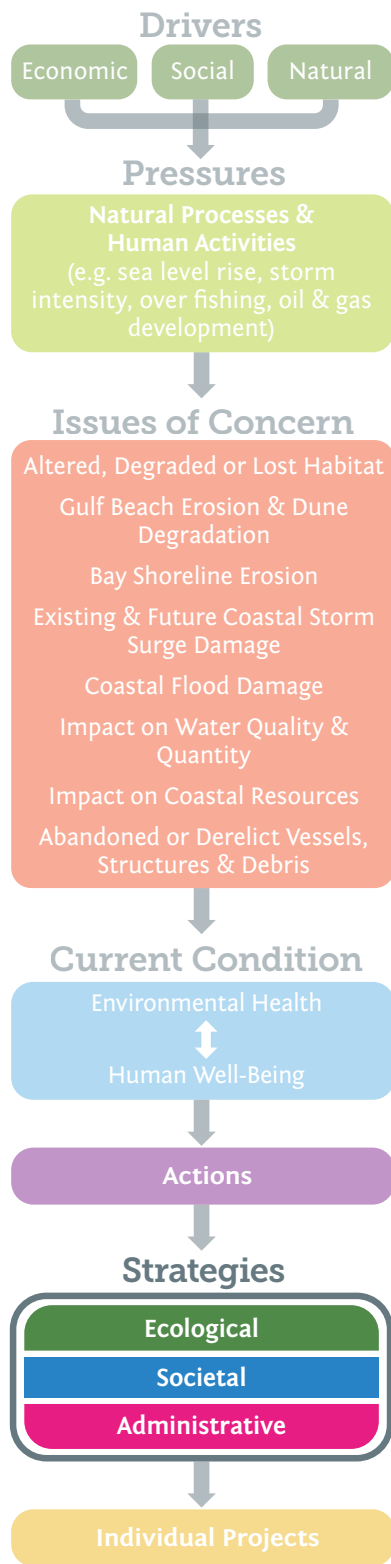 Drivers
Economic
Social
Natural
Pressures
Natural Processes &
Human Activities
(e.g. sea level rise, storm
intensity, over fishing, oil & gas
development)
Issues of Concern
Altered, Degraded or Lost Habitat
Gulf Beach Erosion & Dune
Degradation
Bay Shoreline Erosion
Existing & Future Coastal Storm
Surge Damage
Coastal Flood Damage
Impact on Water Quality &
Quantity
Impact on Coastal Resources
Abandoned or Derelict Vessels,
Structures & Debris
Current Condition
Environmental Health
Human Well-Being
Actions
Strategies
Ecological
Societal
Administrative
Individual Projects